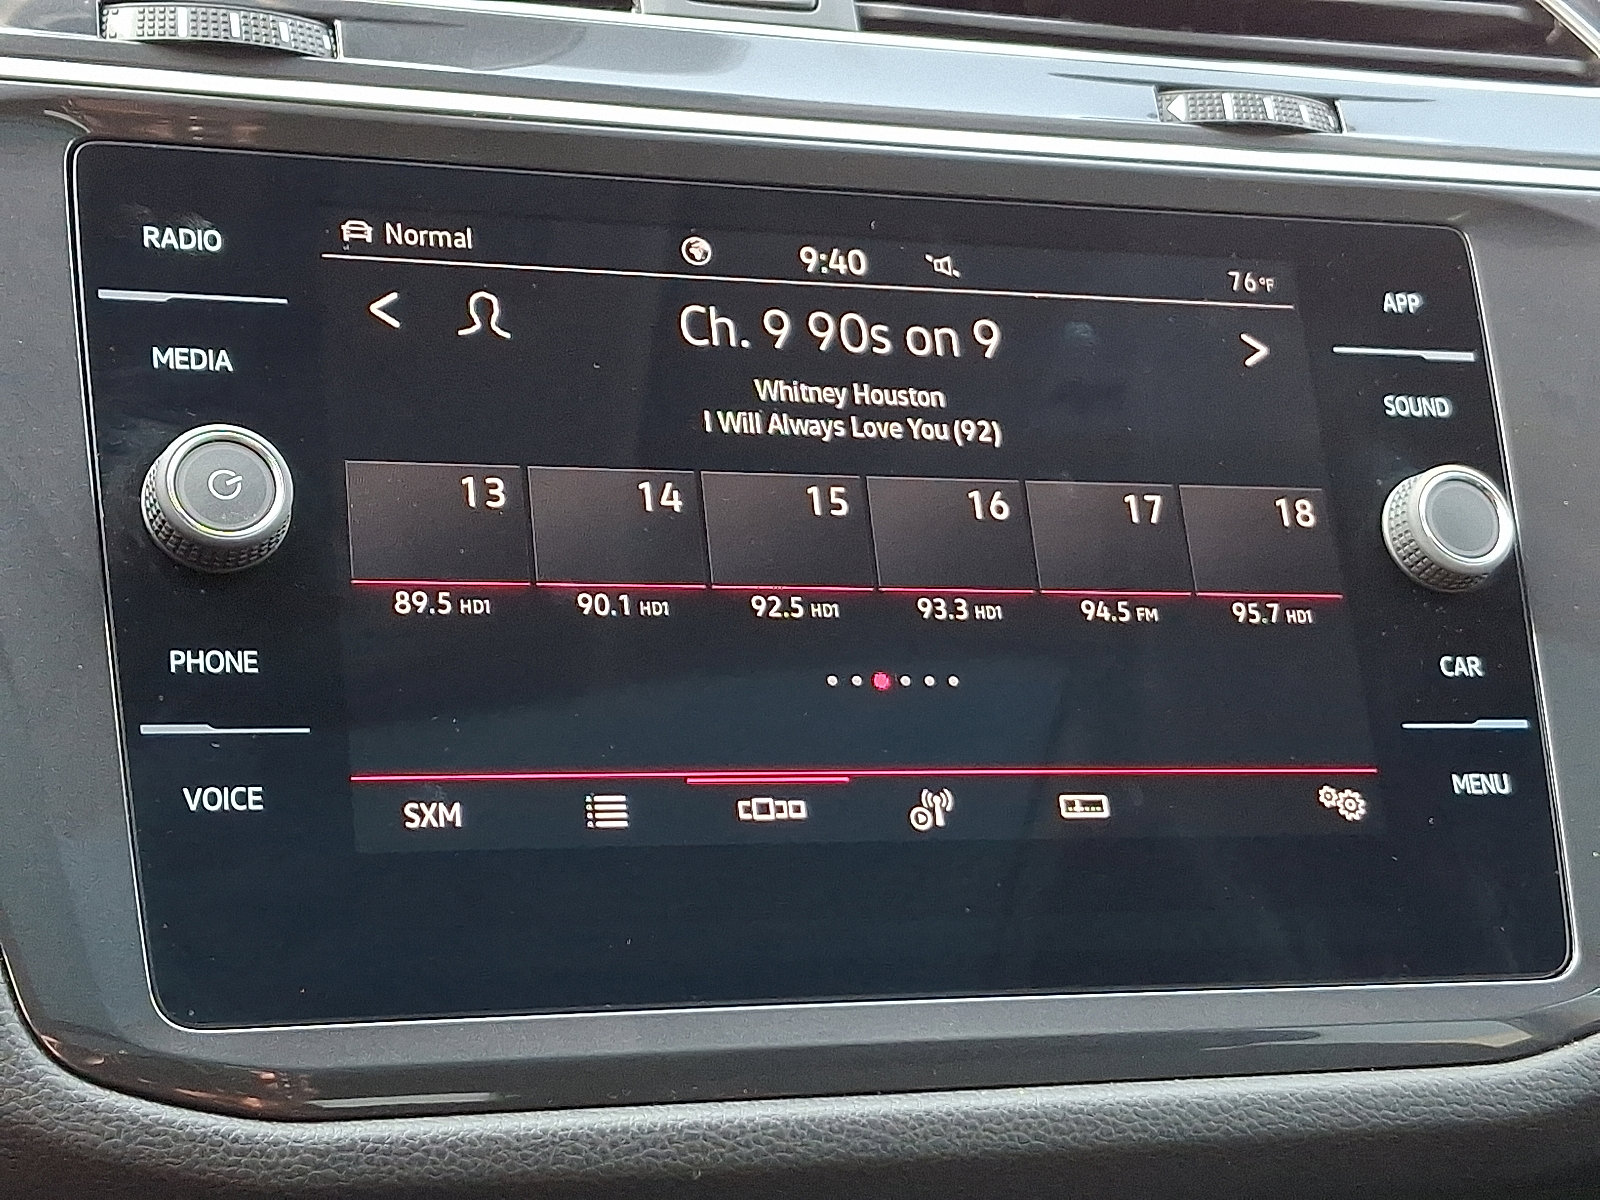 RADIO
MEDIA
PHONE
VOICE
Normal
9:40
76°F
Ch. 9 90s on 9
Whitney Houston
I Will Always Love You (92)
13 14 15 16 17 18
89.5 HD1 90.1 HD1 92.5 HD1 93.3 HD1 94.5 FM 95.7 HD1
SXM
APP
SOUND
CAR
MENU